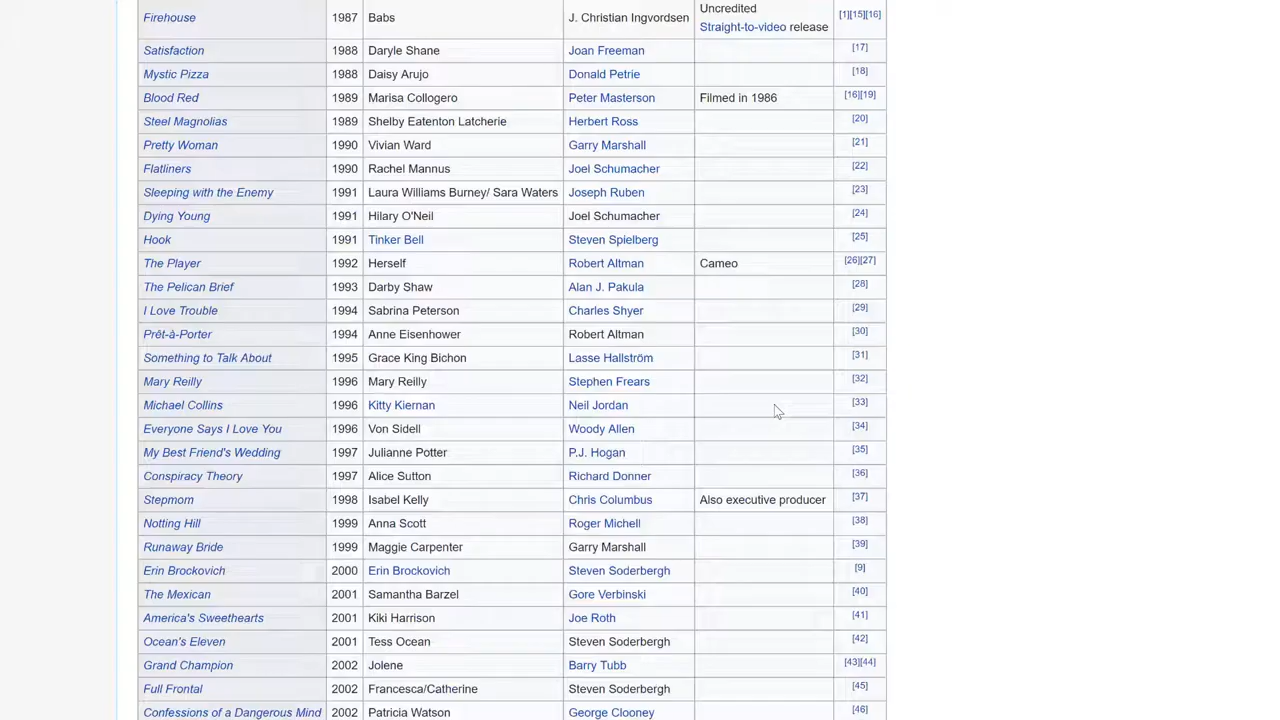 Firehouse 1987 Babs J. Christian Ingvordsen Uncredited [1][15][16]
Straight-to-video release
Satisfaction 1988 Daryle Shane Joan Freeman [17]
Mystic Pizza 1988 Daisy Arujo Donald Petrie [18]
Blood Red 1989 Marisa Collogero Peter Masterson Filmed in 1986 [16][19]
Steel Magnolias 1989 Shelby Eatenton Latcherie Herbert Ross [20]
Pretty Woman 1990 Vivian Ward Garry Marshall [21]
Flatliners 1990 Rachel Mannus Joel Schumacher [22]
Sleeping with the Enemy 1991 Laura Williams Burney/ Sara Waters Joseph Ruben [23]
Dying Young 1991 Hilary O'Neil Joel Schumacher [24]
Hook 1991 Tinker Bell Steven Spielberg [25]
The Player 1992 Herself Robert Altman Cameo [26][27]
The Pelican Brief 1993 Darby Shaw Alan J. Pakula [28]
I Love Trouble 1994 Sabrina Peterson Charles Shyer [29]
Prêt-à-Porter 1994 Anne Eisenhower Robert Altman [30]
Something to Talk About 1995 Grace King Bichon Lasse Hallström [31]
Mary Reilly 1996 Mary Reilly Stephen Frears [32]
Michael Collins 1996 Kitty Kiernan Neil Jordan [33]
Everyone Says I Love You 1996 Von Sidell Woody Allen [34]
My Best Friend's Wedding 1997 Julianne Potter P.J. Hogan [35]
Conspiracy Theory 1997 Alice Sutton Richard Donner [36]
Stepmom 1998 Isabel Kelly Chris Columbus Also executive producer [37]
Notting Hill 1999 Anna Scott Roger Michell [38]
Runaway Bride 1999 Maggie Carpenter Garry Marshall [39]
Erin Brockovich 2000 Erin Brockovich Steven Soderbergh [9]
The Mexican 2001 Samantha Barzel Gore Verbinski [40]
America's Sweethearts 2001 Kiki Harrison Joe Roth [41]
Ocean's Eleven 2001 Tess Ocean Steven Soderbergh [42]
Grand Champion 2002 Jolene Barry Tubb [43][44]
Full Frontal 2002 Francesca/Catherine Steven Soderbergh [45]
Confessions of a Dangerous Mind 2002 Patricia Watson George Clooney [46]